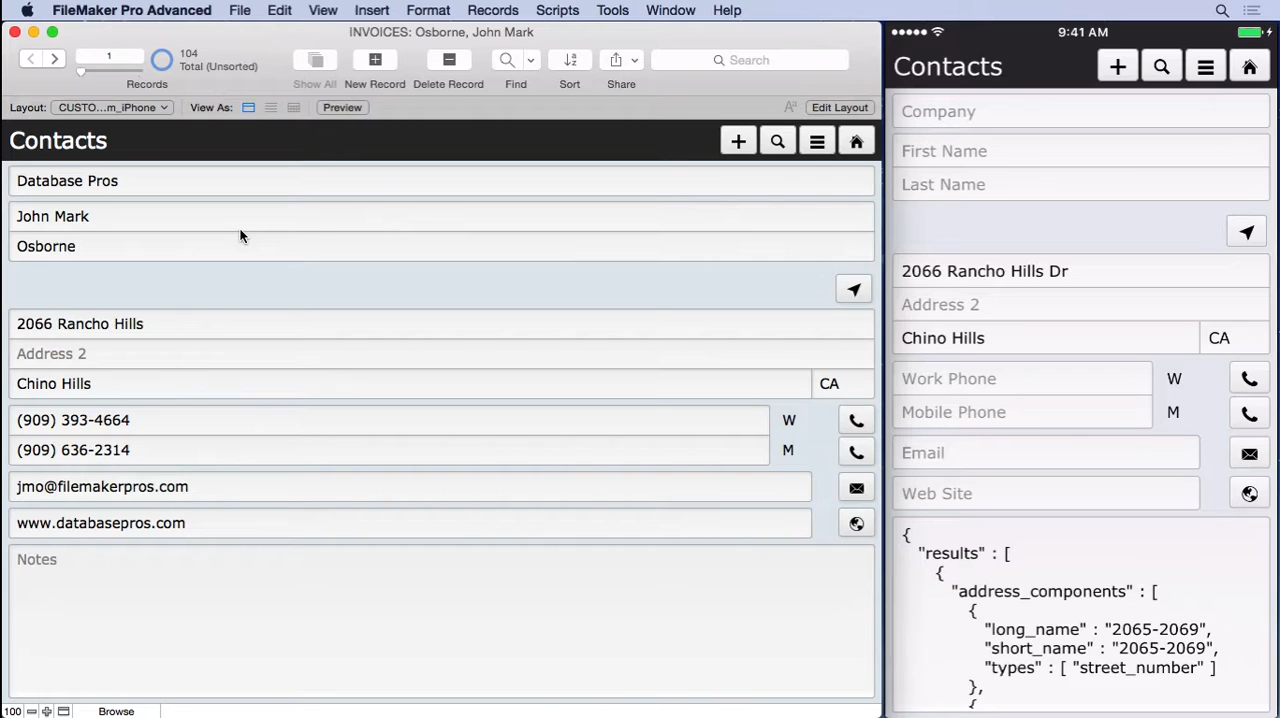 FileMaker Pro Advanced File Edit View Insert Format Records Scripts Tools Window Help
INVOICES: Osborne, John Mark
1
104
Total (Unsorted)
Records
Show All
New Record
Delete Record
Find
Sort
Share
Search
Layout: CUSTO...m_iPhone View As: Preview Aª Edit Layout
Contacts
Database Pros
John Mark
Osborne
2066 Rancho Hills
Address 2
Chino Hills CA
(909) 393-4664 W
(909) 636-2314 M
jmo@filemakerpros.com
www.databasepros.com
Notes
100 Browse
9:41 AM
Contacts
Company
First Name
Last Name
2066 Rancho Hills Dr
Address 2
Chino Hills CA
Work Phone W
Mobile Phone M
Email
Web Site
{
"results" : [
{
"address_components" : [
{
"long_name" : "2065-2069",
"short_name" : "2065-2069",
"types" : [ "street_number" ]
},
{